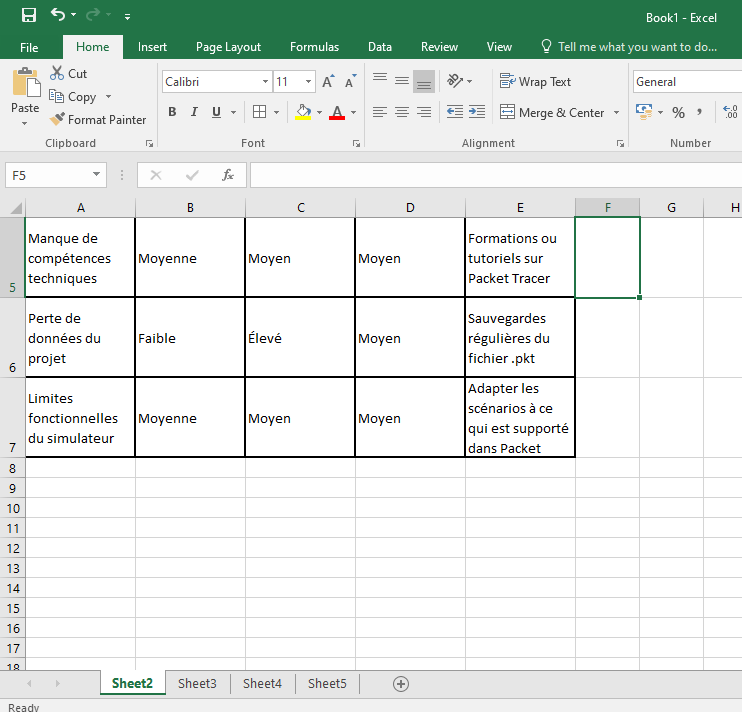 Book1 - Excel
File Home Insert Page Layout Formulas Data Review View Tell me what you want to do...
Cut
Copy
Format Painter
Paste
Calibri 11 A A
B I U A
Wrap Text
Merge & Center
General
% , .00
Clipboard Font Alignment Number
F5 fx
A B C D E F G H
5
Manque de
compétences
techniques
Moyenne
Moyen
Moyen
Formations ou
tutoriels sur
Packet Tracer
6
Perte de
données du
projet
Faible
Élevé
Moyen
Sauvegardes
régulières du
fichier .pkt
7
Limites
fonctionnelles
du simulateur
Moyenne
Moyen
Moyen
Adapter les
scénarios à ce
qui est supporté
dans Packet
8
9
10
11
12
13
14
15
16
17
18
Sheet2 Sheet3 Sheet4 Sheet5
Ready